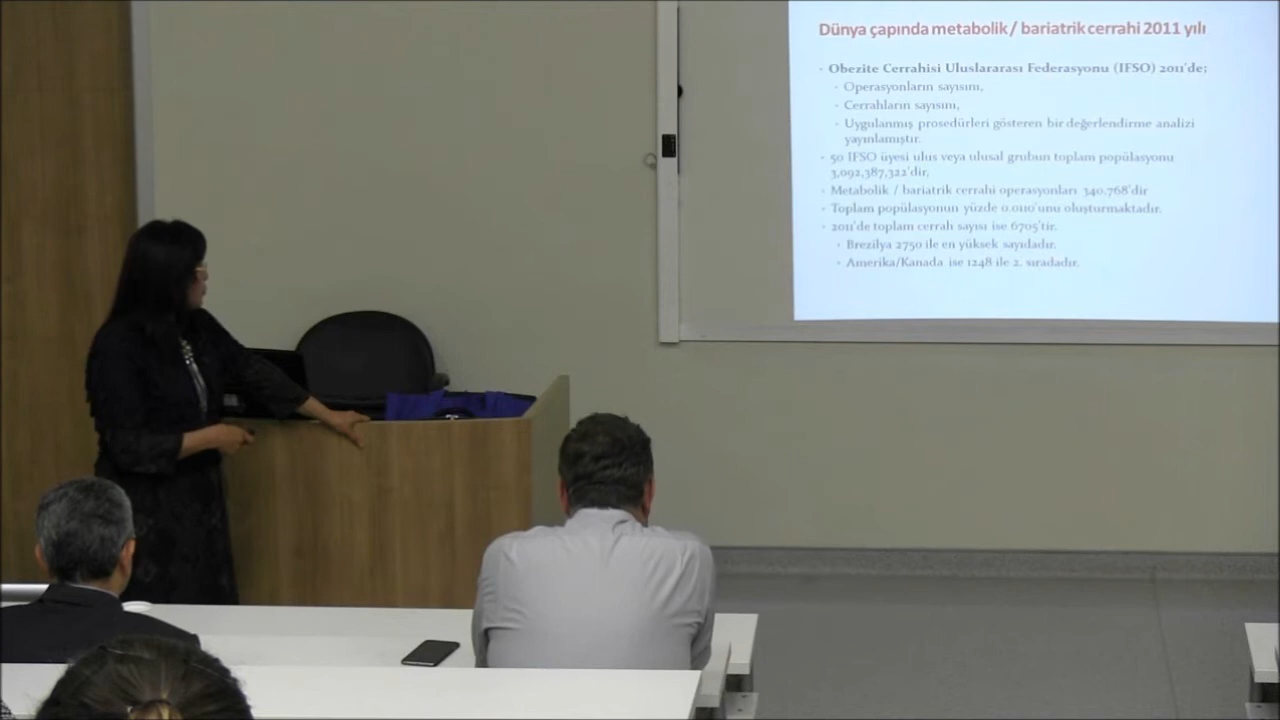 Dünya çapında metabolik / bariatrik cerrahi 2011 yılı
• Obezite Cerrahisi Uluslararası Federasyonu (IFSO) 2011'de;
• Operasyonların sayısını,
• Cerrahların sayısını,
• Uygulanmış prosedürleri gösteren bir değerlendirme analizi
yayınlamıştır.
• 50 IFSO üyesi ulus veya ulusal grubun toplam popülasyonu
3,092,387,322'dir,
• Metabolik / bariatrik cerrahi operasyonları 340.768'dir
• Toplam popülasyonun yüzde 0.0110'unu oluşturmaktadır.
• 2011'de toplam cerrah sayısı ise 6705'tir.
• Brezilya 2750 ile en yüksek sayıdadır.
• Amerika/Kanada ise 1248 ile 2. sıradadır.